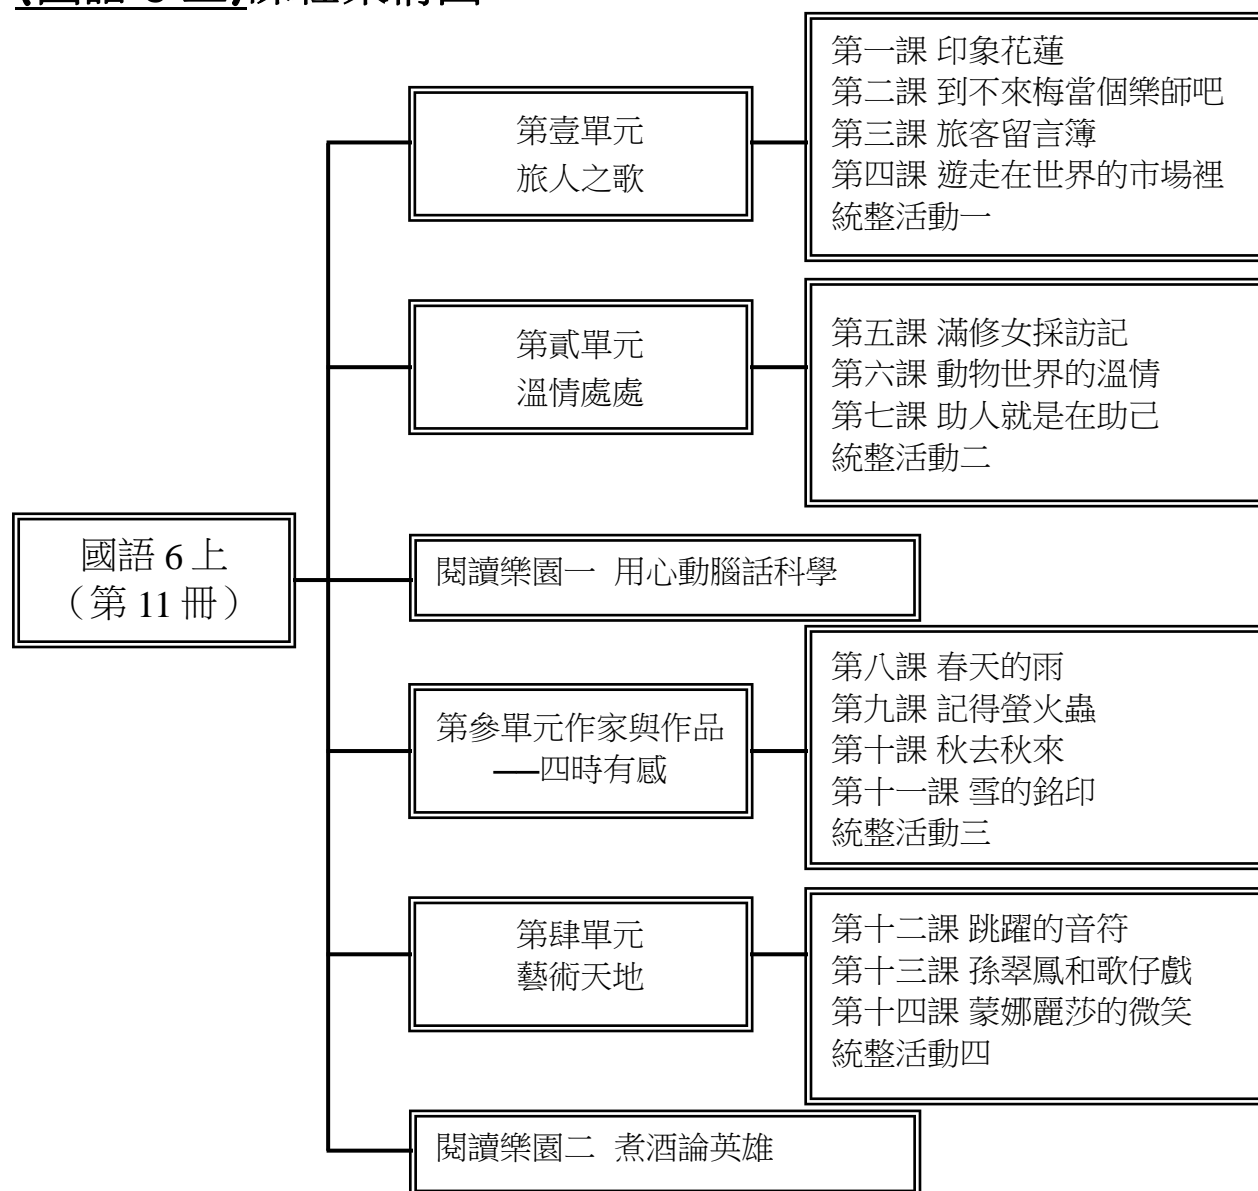 國語 6 上
（第 11 冊）
第壹單元
旅人之歌
第一課 印象花蓮
第二課 到不來梅當個樂師吧
第三課 旅客留言簿
第四課 遊走在世界的市場裡
統整活動一
第貳單元
溫情處處
第五課 滿修女採訪記
第六課 動物世界的溫情
第七課 助人就是在助己
統整活動二
閱讀樂園一 用心動腦話科學
第參單元作家與作品
──四時有感
第八課 春天的雨
第九課 記得螢火蟲
第十課 秋去秋來
第十一課 雪的銘印
統整活動三
第肆單元
藝術天地
第十二課 跳躍的音符
第十三課 孫翠鳳和歌仔戲
第十四課 蒙娜麗莎的微笑
統整活動四
閱讀樂園二 煮酒論英雄